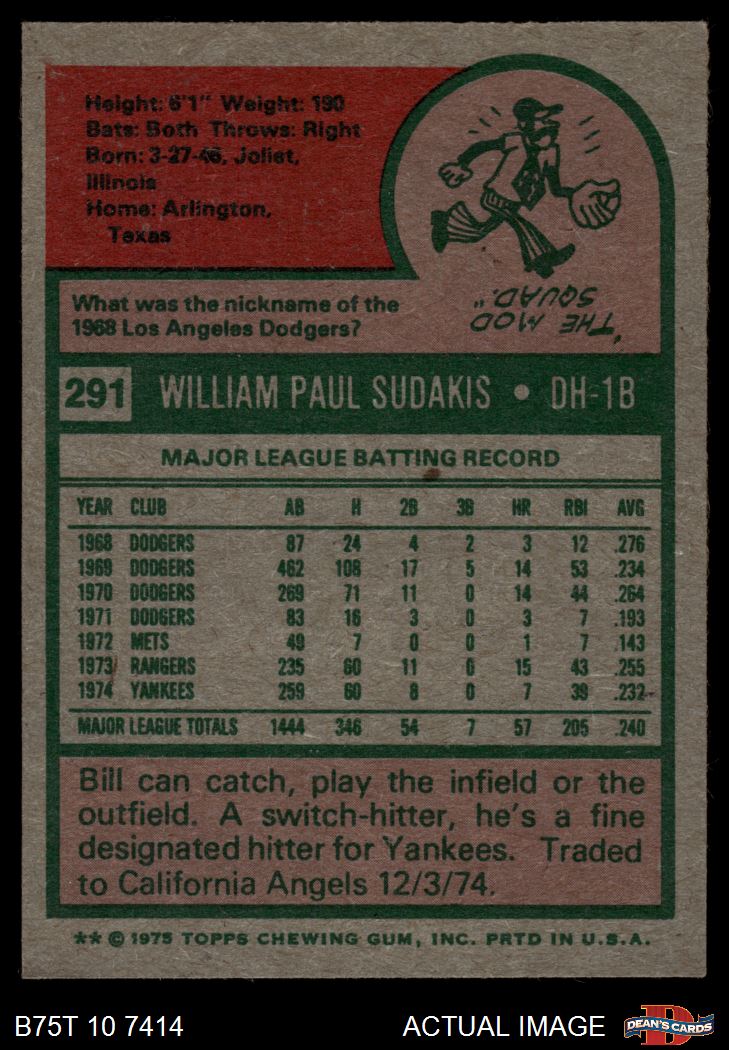 Height: 6'1" Weight: 190
Bats: Both Throws: Right
Born: 3-27-46, Joliet,
Illinois
Home: Arlington,
Texas
What was the nickname of the
1968 Los Angeles Dodgers?
"THE MOD
SQUAD."
291 WILLIAM PAUL SUDAKIS • DH-1B
MAJOR LEAGUE BATTING RECORD
YEAR CLUB AB H 2B 3B HR RBI AVG
1968 DODGERS 87 24 4 2 3 12 .276
1969 DODGERS 462 108 17 5 14 53 .234
1970 DODGERS 269 71 11 0 14 44 .264
1971 DODGERS 83 16 3 0 3 7 .193
1972 METS 49 7 0 0 1 7 .143
1973 RANGERS 235 60 11 0 15 43 .255
1974 YANKEES 259 60 8 0 7 39 .232
MAJOR LEAGUE TOTALS 1444 346 54 7 57 205 .240
Bill can catch, play the infield or the
outfield. A switch-hitter, he's a fine
designated hitter for Yankees. Traded
to California Angels 12/3/74.
** © 1975 TOPPS CHEWING GUM, INC. PRTD IN U.S.A.
B75T 10 7414 ACTUAL IMAGE
D
DEAN'S CARDS